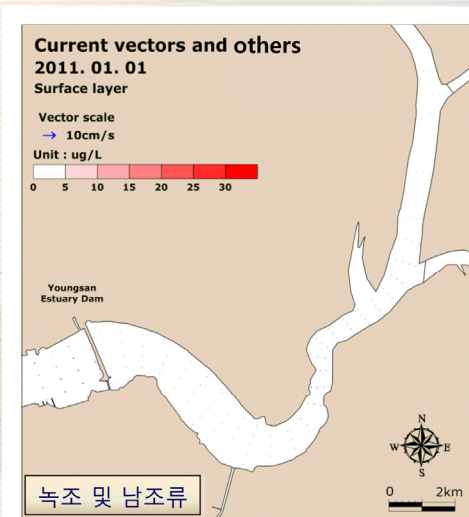 Current vectors and others
2011. 01. 01
Surface layer
Vector scale
→ 10cm/s
Unit : ug/L
0 5 10 15 20 25 30
Youngsan
Estuary Dam
N
W E
S
0 2km
녹조 및 남조류